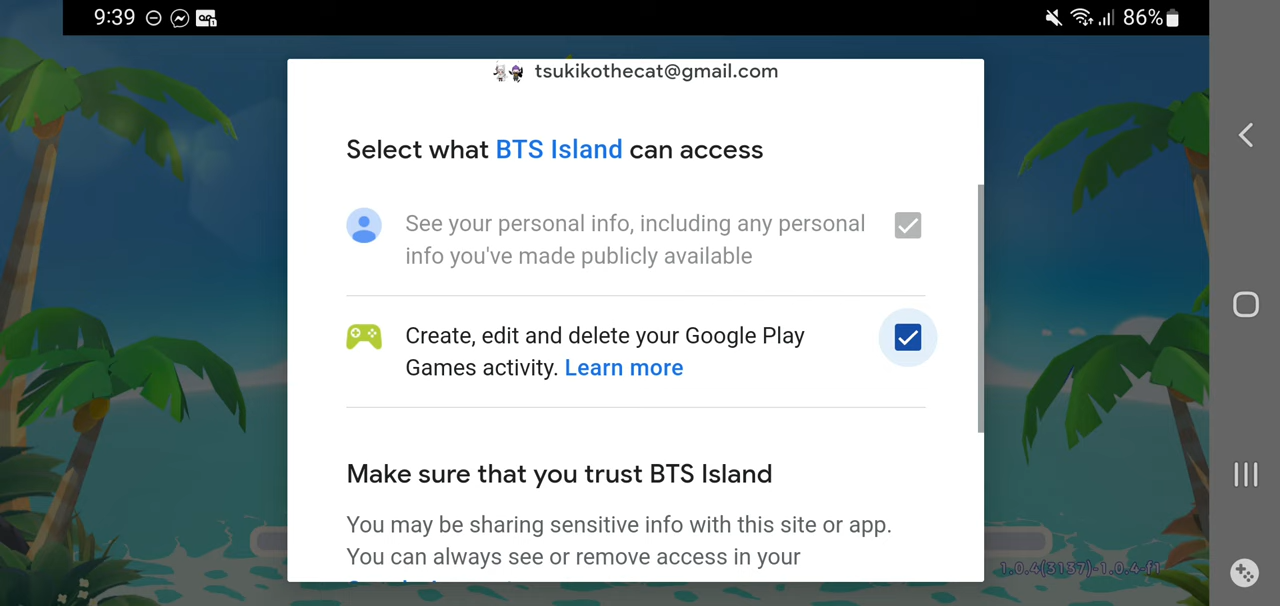 9:39
86%
tsukikothecat@gmail.com
Select what BTS Island can access
See your personal info, including any personal
info you've made publicly available
Create, edit and delete your Google Play
Games activity. Learn more
Make sure that you trust BTS Island
You may be sharing sensitive info with this site or app.
You can always see or remove access in your
1.0.4(3137)-1.0.4-f1